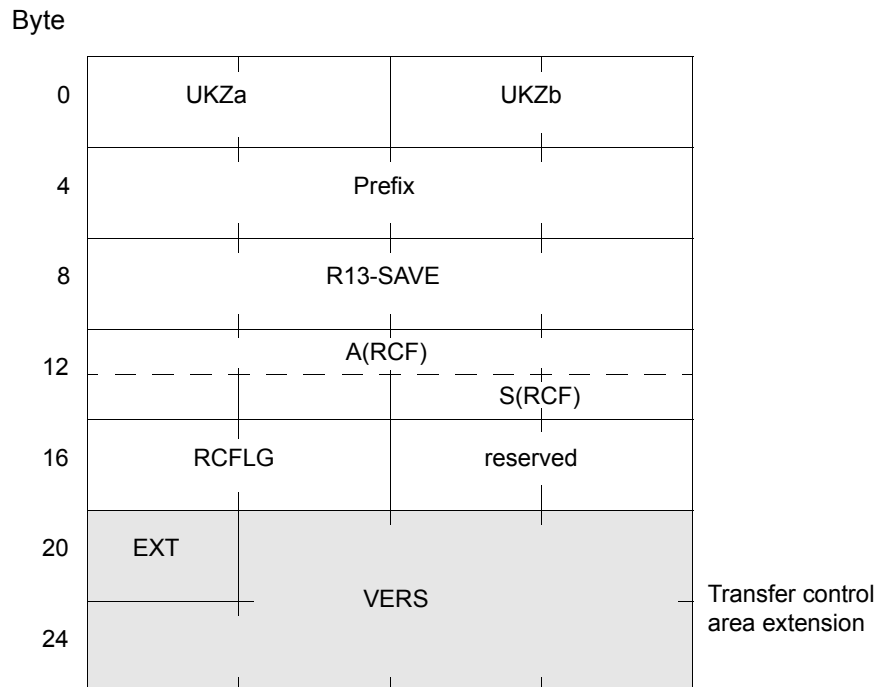 Byte
0 UKZa UKZb
4 Prefix
8 R13-SAVE
12 A(RCF)
S(RCF)
16 RCFLG reserved
20 EXT
VERS
Transfer control
area extension
24